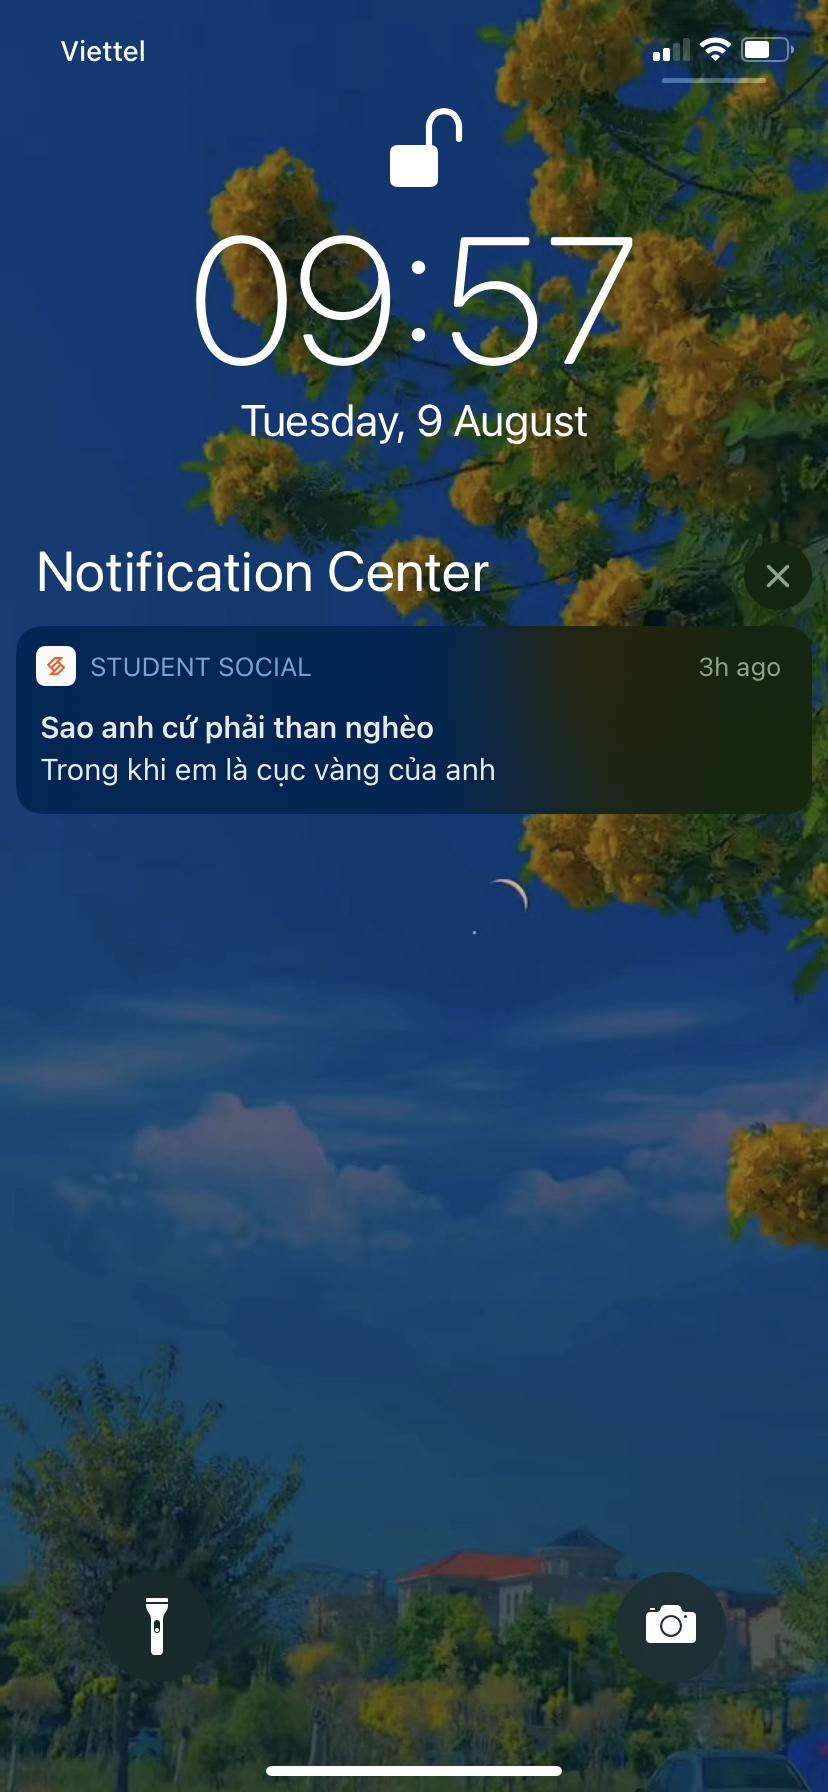 Viettel
09:57
Tuesday, 9 August
Notification Center
STUDENT SOCIAL
3h ago
Sao anh cứ phải than nghèo
Trong khi em là cục vàng của anh